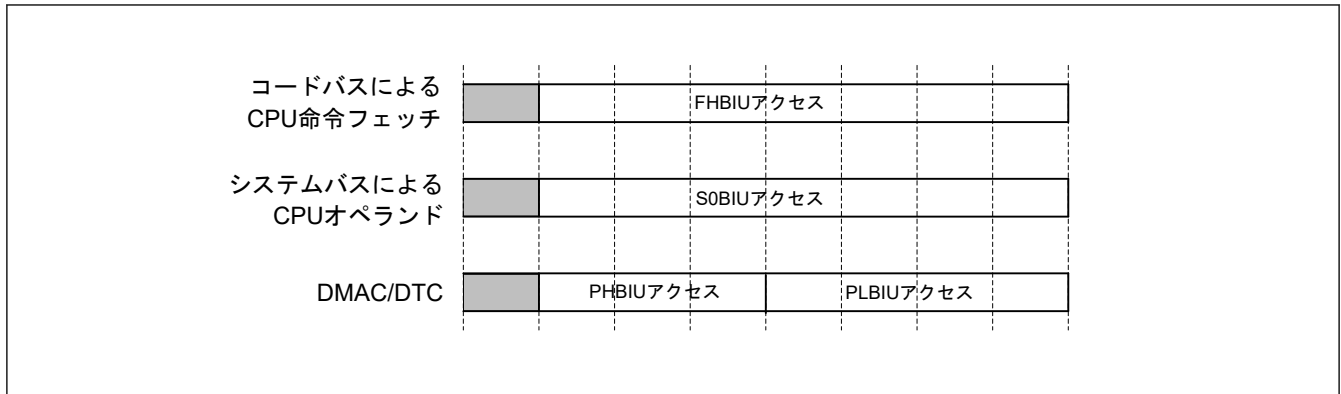 コードバスによる
CPU命令フェッチ
FHBIUアクセス
システムバスによる
CPUオペランド
S0BIUアクセス
DMAC/DTC
PHBIUアクセス
PLBIUアクセス